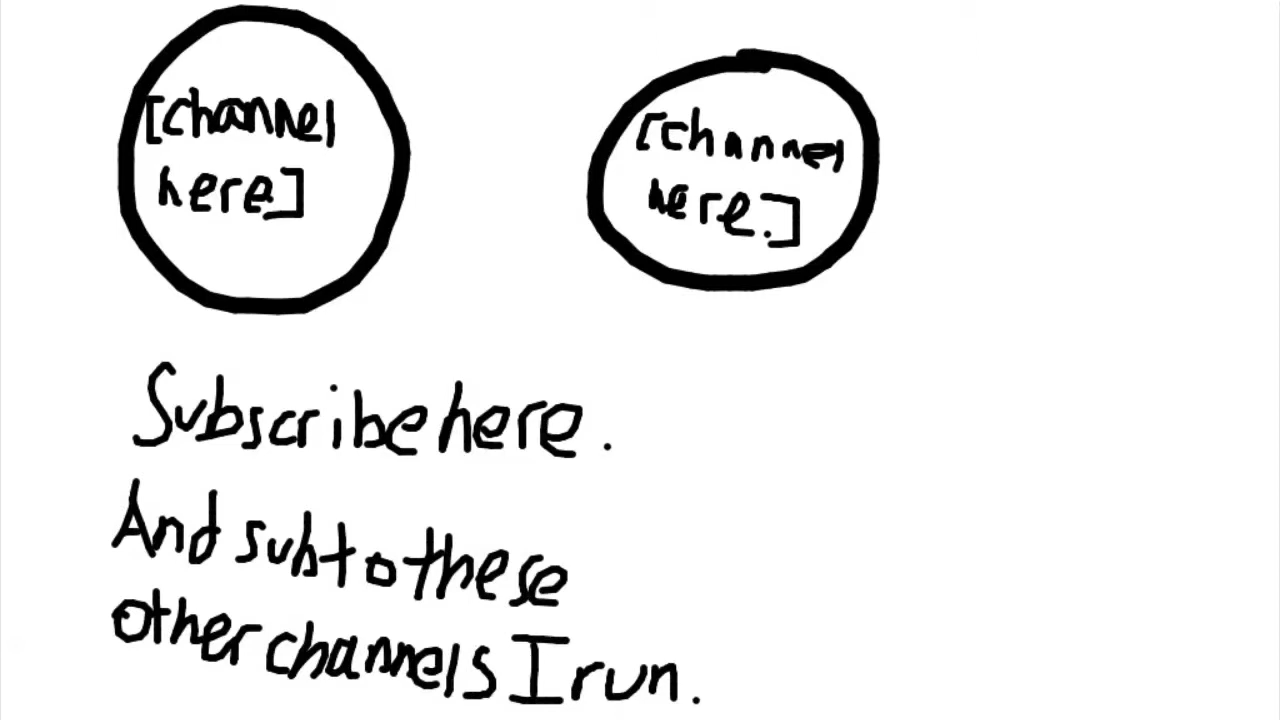 [channel
here]
[channel
here.]
Subscribe here.
And sub to these
other channels I run.